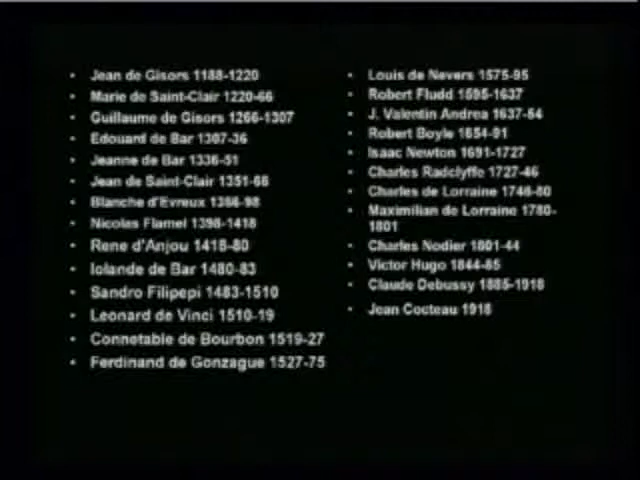 • Jean de Gisors 1188-1220
• Marie de Saint-Clair 1220-66
• Guillaume de Gisors 1266-1307
• Edouard de Bar 1307-36
• Jeanne de Bar 1336-51
• Jean de Saint-Clair 1351-66
• Blanche d'Evreux 1366-98
• Nicolas Flamel 1398-1418
• Rene d'Anjou 1418-80
• Iolande de Bar 1480-83
• Sandro Filipepi 1483-1510
• Leonard de Vinci 1510-19
• Connetable de Bourbon 1519-27
• Ferdinand de Gonzague 1527-75
• Louis de Nevers 1575-95
• Robert Fludd 1595-1637
• J. Valentin Andrea 1637-54
• Robert Boyle 1654-91
• Isaac Newton 1691-1727
• Charles Radclyffe 1727-46
• Charles de Lorraine 1746-80
• Maximilian de Lorraine 1780-
1801
• Charles Nodier 1801-44
• Victor Hugo 1844-85
• Claude Debussy 1885-1918
• Jean Cocteau 1918